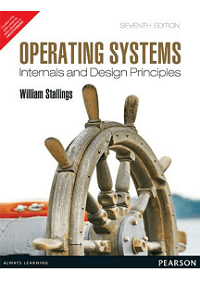 SEVENTH EDITION
OPERATING SYSTEMS
Internals and Design Principles
William Stallings
ALWAYS LEARNING
PEARSON